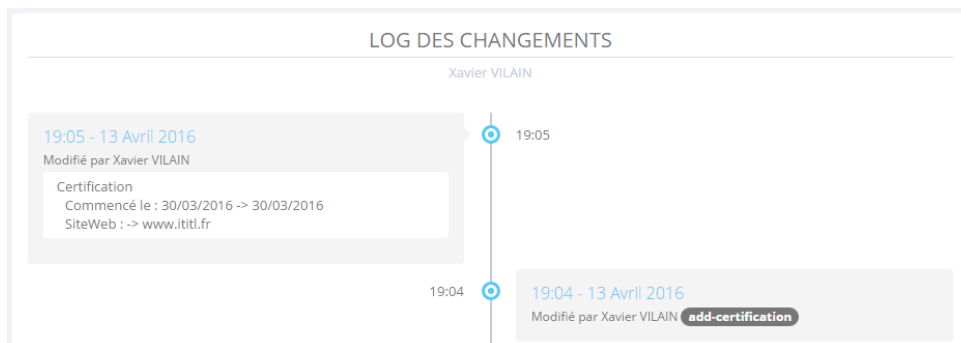 LOG DES CHANGEMENTS
Xavier VILAIN
19:05 - 13 Avril 2016
19:05
Modifié par Xavier VILAIN
Certification
Commencé le : 30/03/2016 -> 30/03/2016
SiteWeb : -> www.ititl.fr
19:04
19:04 - 13 Avril 2016
Modifié par Xavier VILAIN add-certification